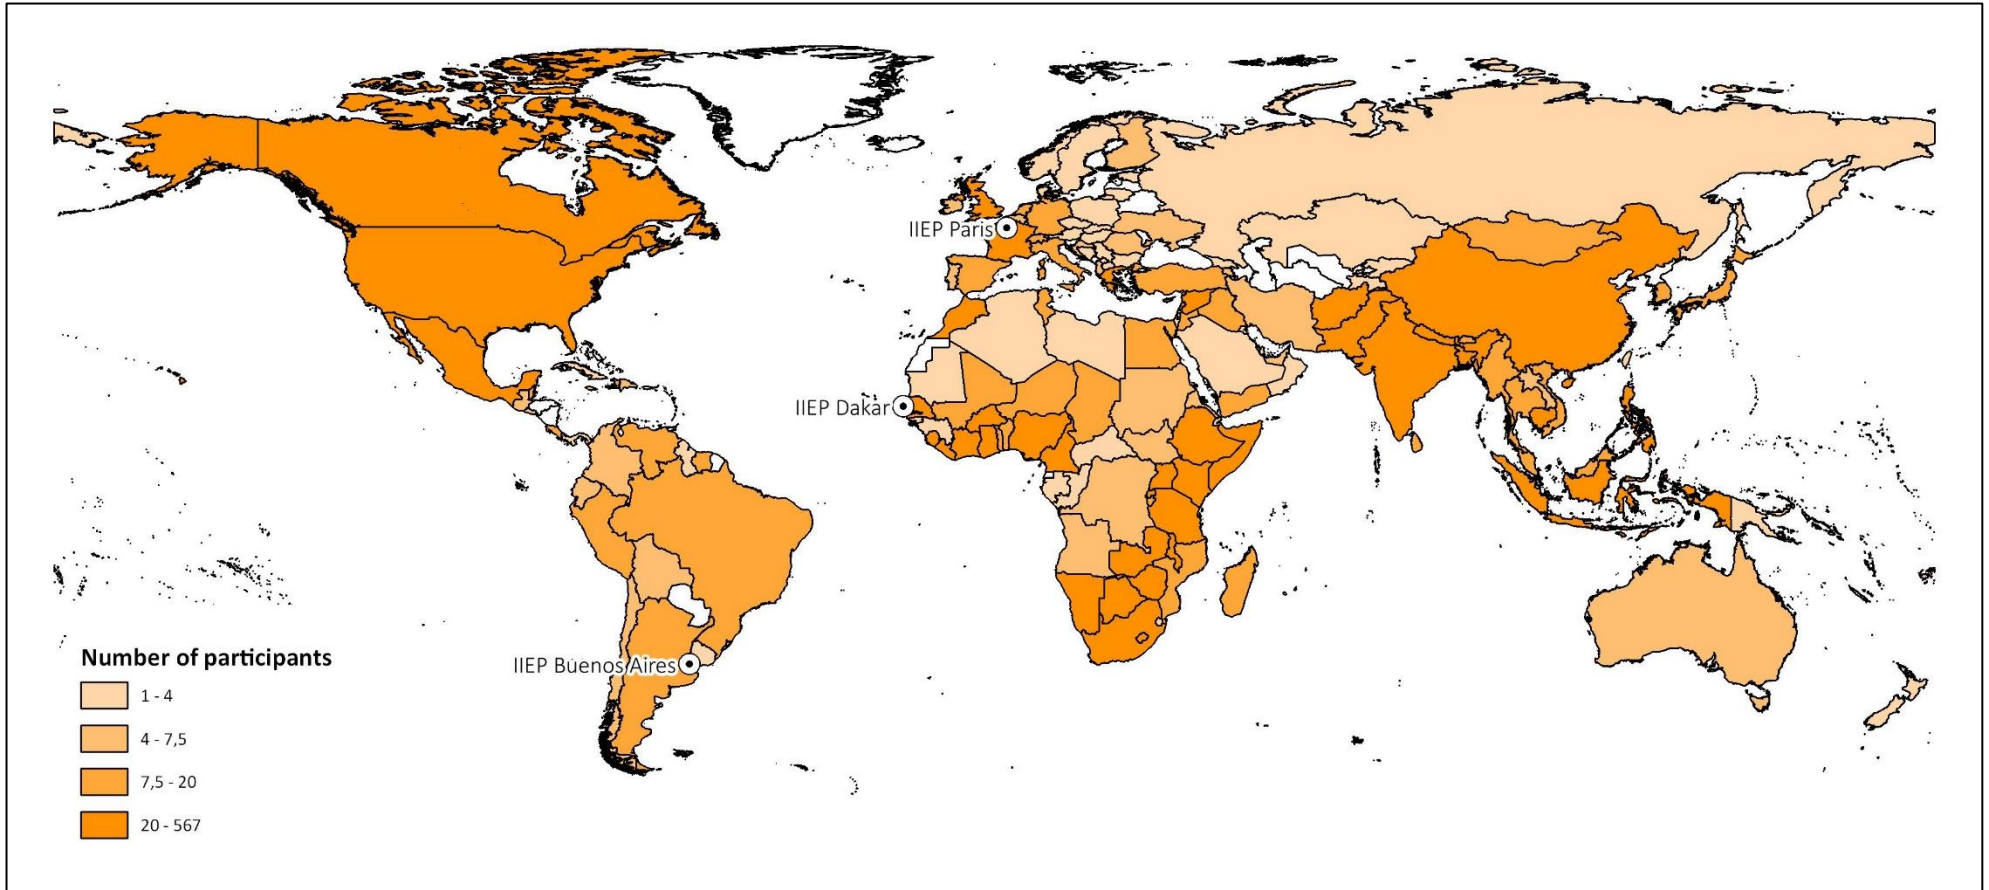 IIEP Paris
IIEP Dakar
IIEP Buenos Aires
Number of participants
1 - 4
4 - 7,5
7,5 - 20
20 - 567